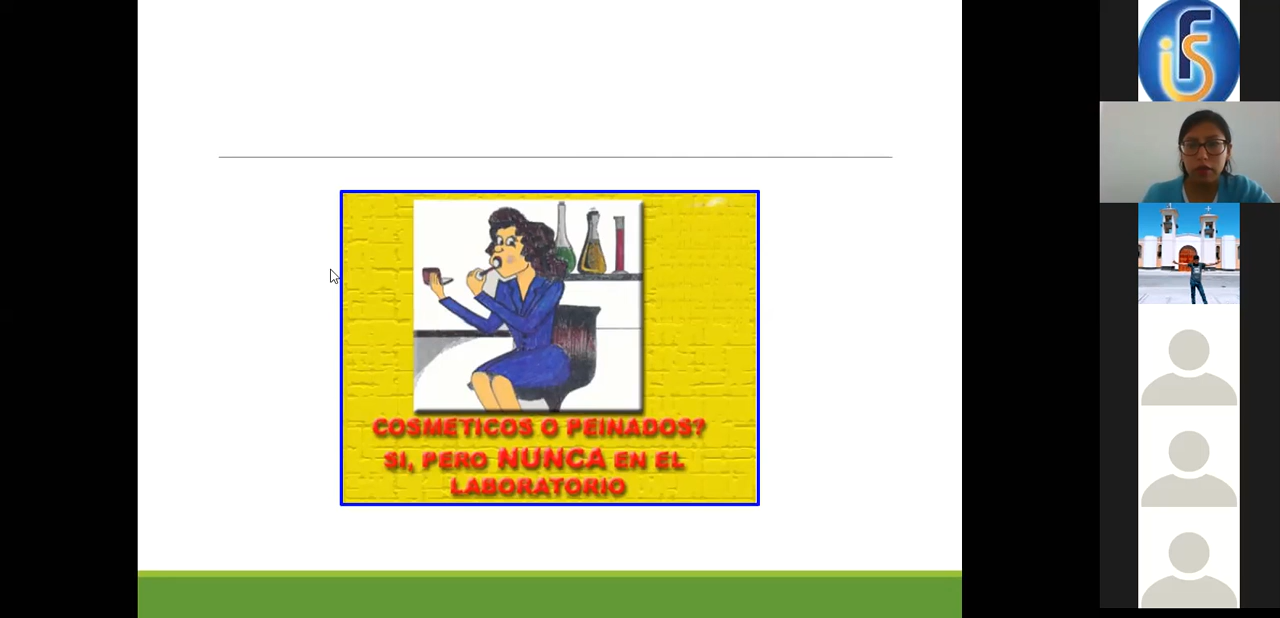 COSMETICOS O PEINADOS?
SI, PERO NUNCA EN EL
LABORATORIO